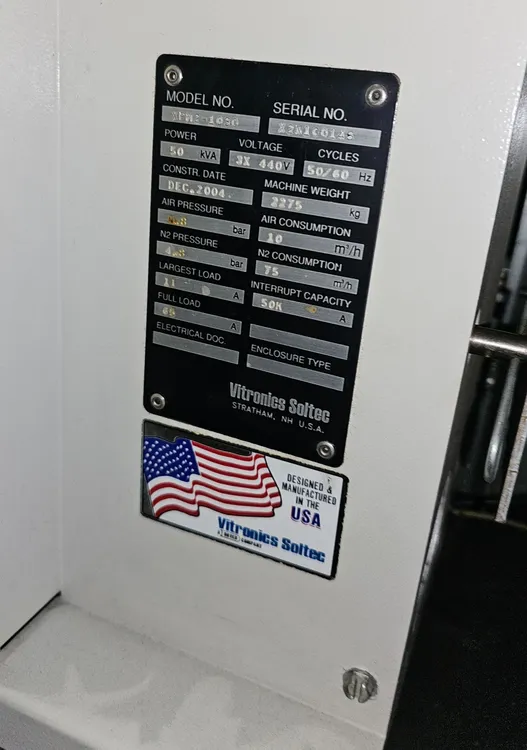 MODEL NO. SERIAL NO.
POWER VOLTAGE CYCLES
50 kVA 3X 440V 50/60 Hz
CONSTR. DATE MACHINE WEIGHT
DEC.2004. 2275 kg
AIR PRESSURE AIR CONSUMPTION
bar 10 m³/h
N2 PRESSURE N2 CONSUMPTION
bar 75 m³/h
LARGEST LOAD INTERRUPT CAPACITY
A 50K A
FULL LOAD
A
ELECTRICAL DOC. ENCLOSURE TYPE
Vitronics Soltec
STRATHAM, NH U.S.A.
DESIGNED &
MANUFACTURED
IN THE
USA
Vitronics Soltec